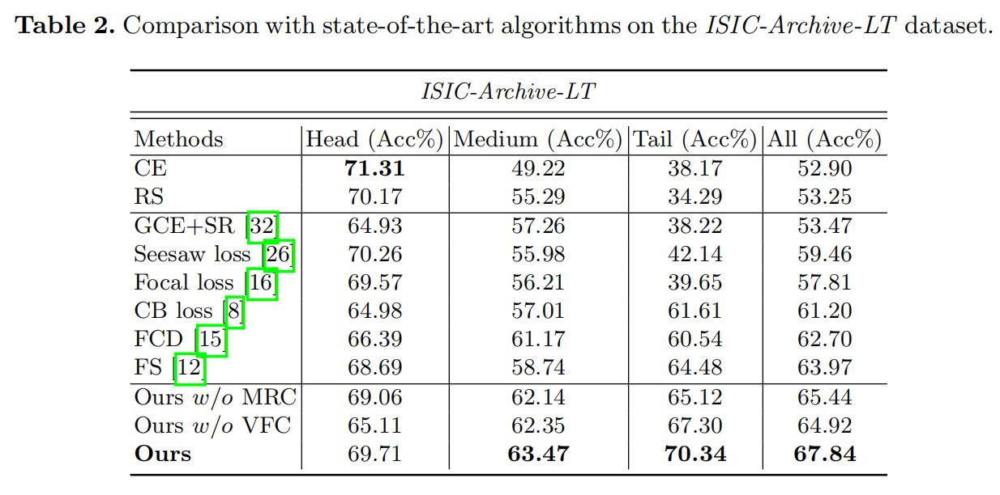 Table 2. Comparison with state-of-the-art algorithms on the ISIC-Archive-LT dataset.
ISIC-Archive-LT
Methods Head (Acc%) Medium (Acc%) Tail (Acc%) All (Acc%)
CE 71.31 49.22 38.17 52.90
RS 70.17 55.29 34.29 53.25
GCE+SR [32] 64.93 57.26 38.22 53.47
Seesaw loss [26] 70.26 55.98 42.14 59.46
Focal loss [16] 69.57 56.21 39.65 57.81
CB loss [8] 64.98 57.01 61.61 61.20
FCD [15] 66.39 61.17 60.54 62.70
FS [12] 68.69 58.74 64.48 63.97
Ours w/o MRC 69.06 62.14 65.12 65.44
Ours w/o VFC 65.11 62.35 67.30 64.92
Ours 69.71 63.47 70.34 67.84